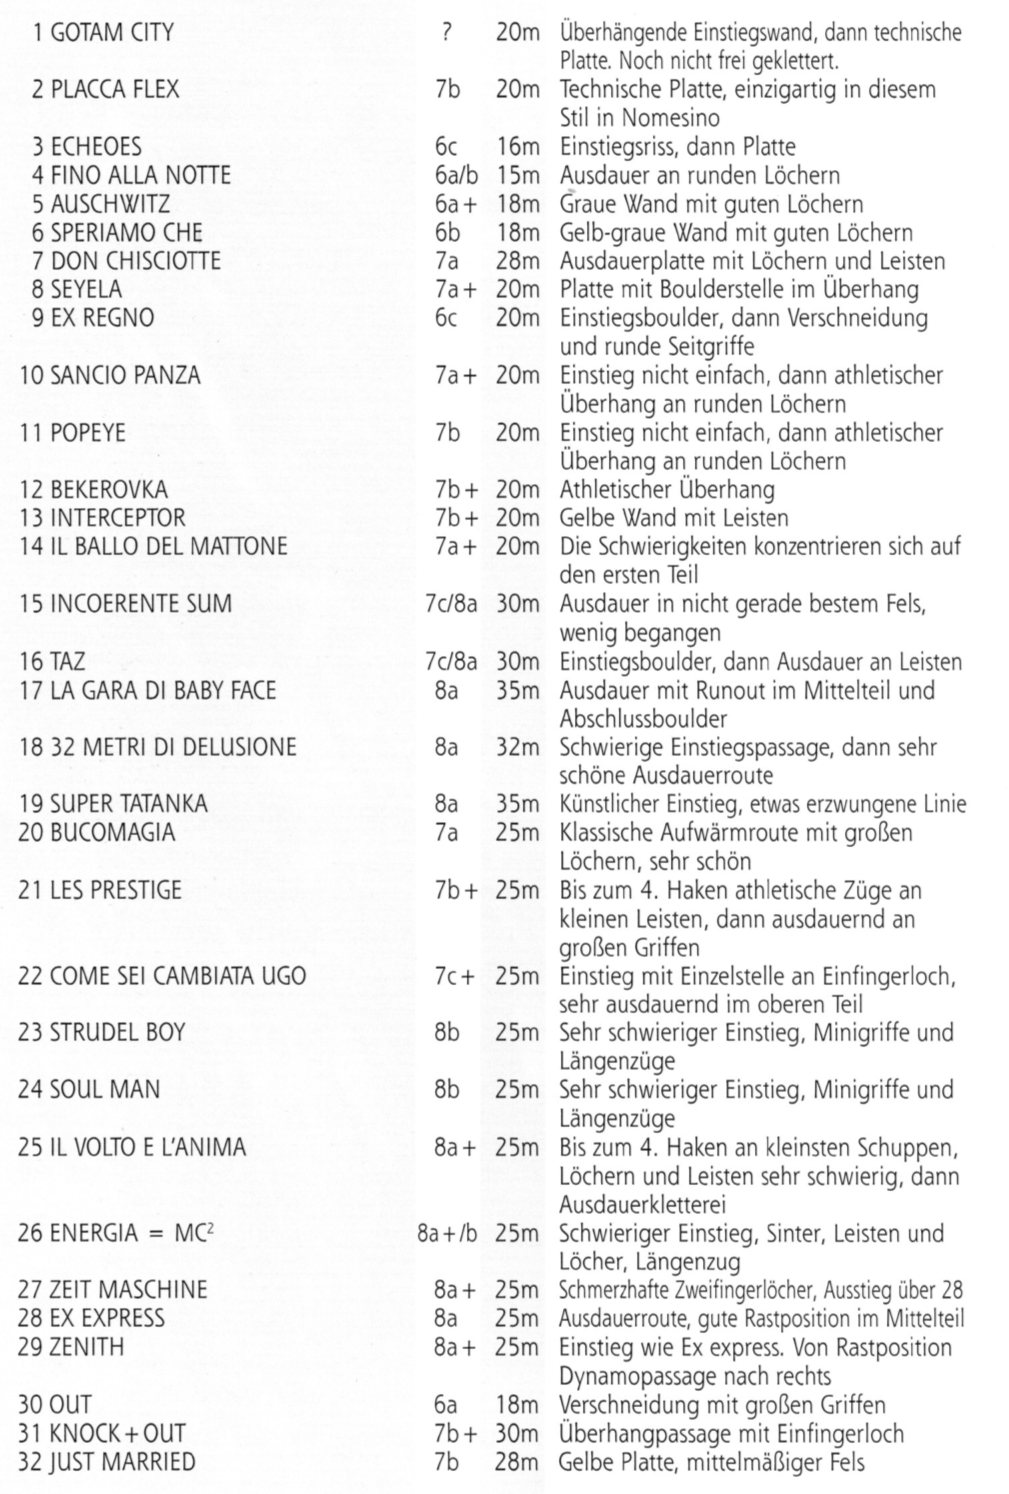 1 GOTAM CITY ? 20m Überhängende Einstiegswand, dann technische
Platte. Noch nicht frei geklettert.
2 PLACCA FLEX 7b 20m Technische Platte, einzigartig in diesem
Stil in Nomesino
3 ECHEOES 6c 16m Einstiegsriss, dann Platte
4 FINO ALLA NOTTE 6a/b 15m Ausdauer an runden Löchern
5 AUSCHWITZ 6a+ 18m Graue Wand mit guten Löchern
6 SPERIAMO CHE 6b 18m Gelb-graue Wand mit guten Löchern
7 DON CHISCIOTTE 7a 28m Ausdauerplatte mit Löchern und Leisten
8 SEYELA 7a+ 20m Platte mit Boulderstelle im Überhang
9 EX REGNO 6c 20m Einstiegsboulder, dann Verschneidung
und runde Seitgriffe
10 SANCIO PANZA 7a+ 20m Einstieg nicht einfach, dann athletischer
Überhang an runden Löchern
11 POPEYE 7b 20m Einstieg nicht einfach, dann athletischer
Überhang an runden Löchern
12 BEKEROVKA 7b+ 20m Athletischer Überhang
13 INTERCEPTOR 7b+ 20m Gelbe Wand mit Leisten
14 IL BALLO DEL MATTONE 7a+ 20m Die Schwierigkeiten konzentrieren sich auf
den ersten Teil
15 INCOERENTE SUM 7c/8a 30m Ausdauer in nicht gerade bestem Fels,
wenig begangen
16 TAZ 7c/8a 30m Einstiegsboulder, dann Ausdauer an Leisten
17 LA GARA DI BABY FACE 8a 35m Ausdauer mit Runout im Mittelteil und
Abschlussboulder
18 32 METRI DI DELUSIONE 8a 32m Schwierige Einstiegspassage, dann sehr
schöne Ausdauerroute
19 SUPER TATANKA 8a 35m Künstlicher Einstieg, etwas erzwungene Linie
20 BUCOMAGIA 7a 25m Klassische Aufwärmroute mit großen
Löchern, sehr schön
21 LES PRESTIGE 7b+ 25m Bis zum 4. Haken athletische Züge an
kleinen Leisten, dann ausdauernd an
großen Griffen
22 COME SEI CAMBIATA UGO 7c+ 25m Einstieg mit Einzelstelle an Einfingerloch,
sehr ausdauernd im oberen Teil
23 STRUDEL BOY 8b 25m Sehr schwieriger Einstieg, Minigriffe und
Längenzüge
24 SOUL MAN 8b 25m Sehr schwieriger Einstieg, Minigriffe und
Längenzüge
25 IL VOLTO E L'ANIMA 8a+ 25m Bis zum 4. Haken an kleinsten Schuppen,
Löchern und Leisten sehr schwierig, dann
Ausdauerkletterei
26 ENERGIA = MC² 8a+/b 25m Schwieriger Einstieg, Sinter, Leisten und
Löcher, Längenzug
27 ZEIT MASCHINE 8a+ 25m Schmerzhafte Zweifingerlöcher, Ausstieg über 28
28 EX EXPRESS 8a 25m Ausdauerroute, gute Rastposition im Mittelteil
29 ZENITH 8a+ 25m Einstieg wie Ex express. Von Rastposition
Dynamopassage nach rechts
30 OUT 6a 18m Verschneidung mit großen Griffen
31 KNOCK+OUT 7b+ 30m Überhangpassage mit Einfingerloch
32 JUST MARRIED 7b 28m Gelbe Platte, mittelmäßiger Fels